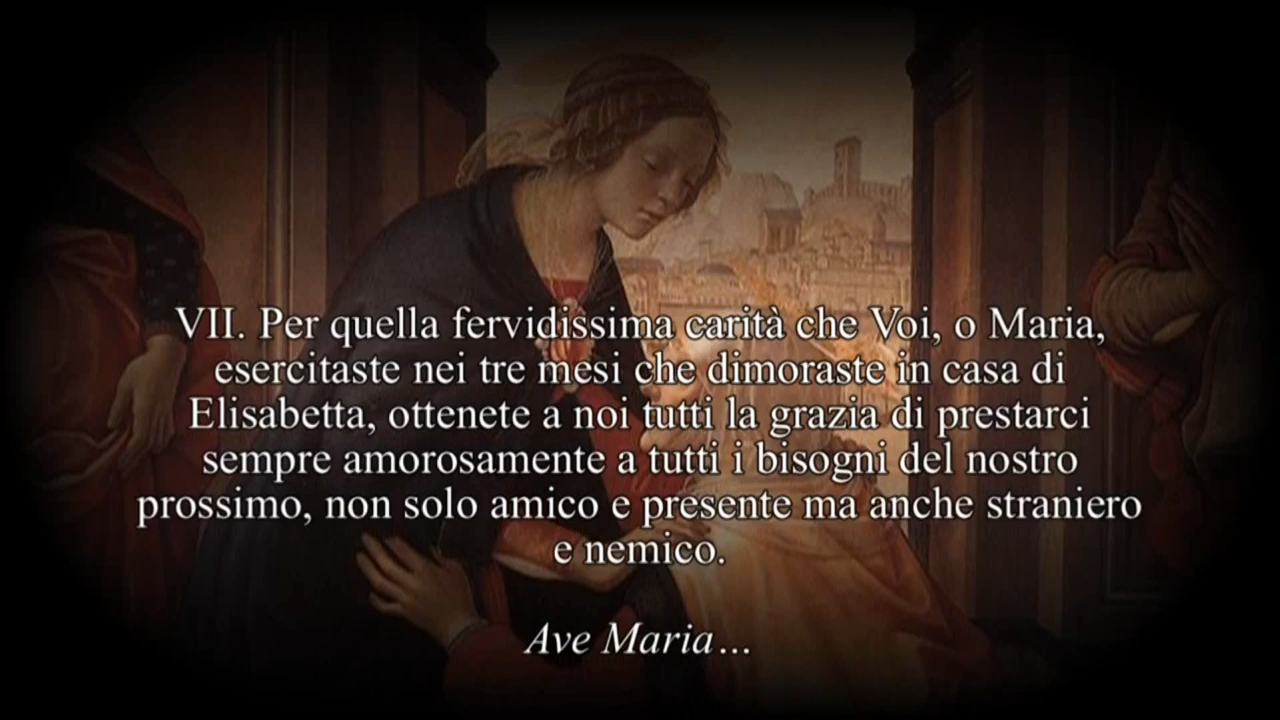 VII. Per quella fervidissima carità che Voi, o Maria,
esercitaste nei tre mesi che dimoraste in casa di
Elisabetta, ottenete a noi tutti la grazia di prestarci
sempre amorosamente a tutti i bisogni del nostro
prossimo, non solo amico e presente ma anche straniero
e nemico.
Ave Maria...